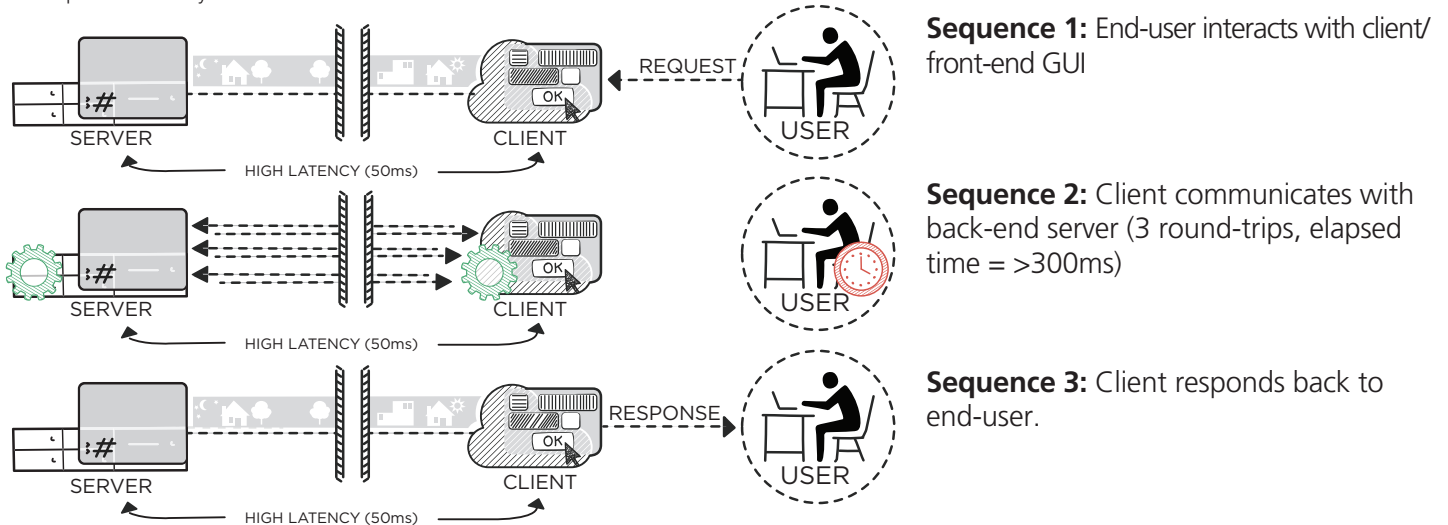 SERVER
CLIENT
REQUEST
USER
OK
HIGH LATENCY (50ms)
Sequence 1: End-user interacts with client/
front-end GUI
SERVER
CLIENT
USER
OK
HIGH LATENCY (50ms)
Sequence 2: Client communicates with
back-end server (3 round-trips, elapsed
time = >300ms)
SERVER
CLIENT
RESPONSE
USER
OK
HIGH LATENCY (50ms)
Sequence 3: Client responds back to
end-user.